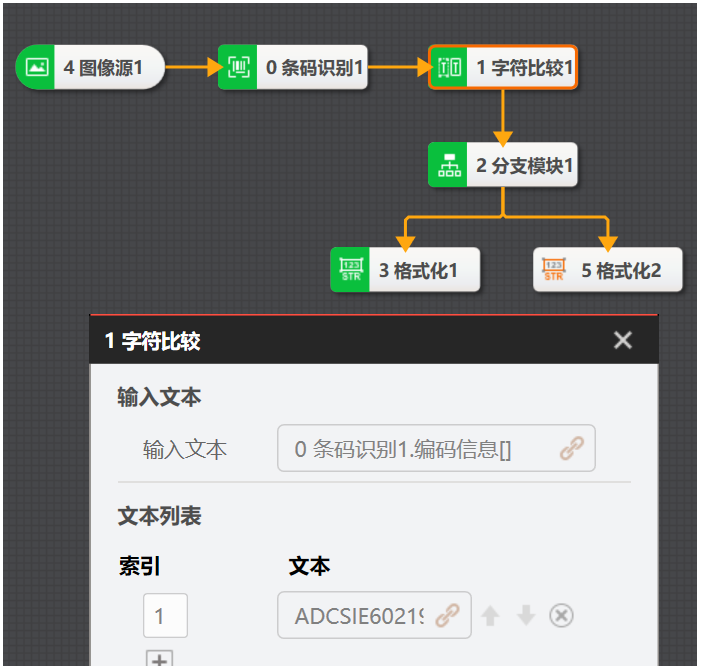 4 图像源1
0 条码识别1
1 字符比较1
2 分支模块1
123
STR
3 格式化1
123
STR
5 格式化2
1 字符比较
输入文本
输入文本
0 条码识别1.编码信息[]
文本列表
索引
文本
1
ADCSIE60219